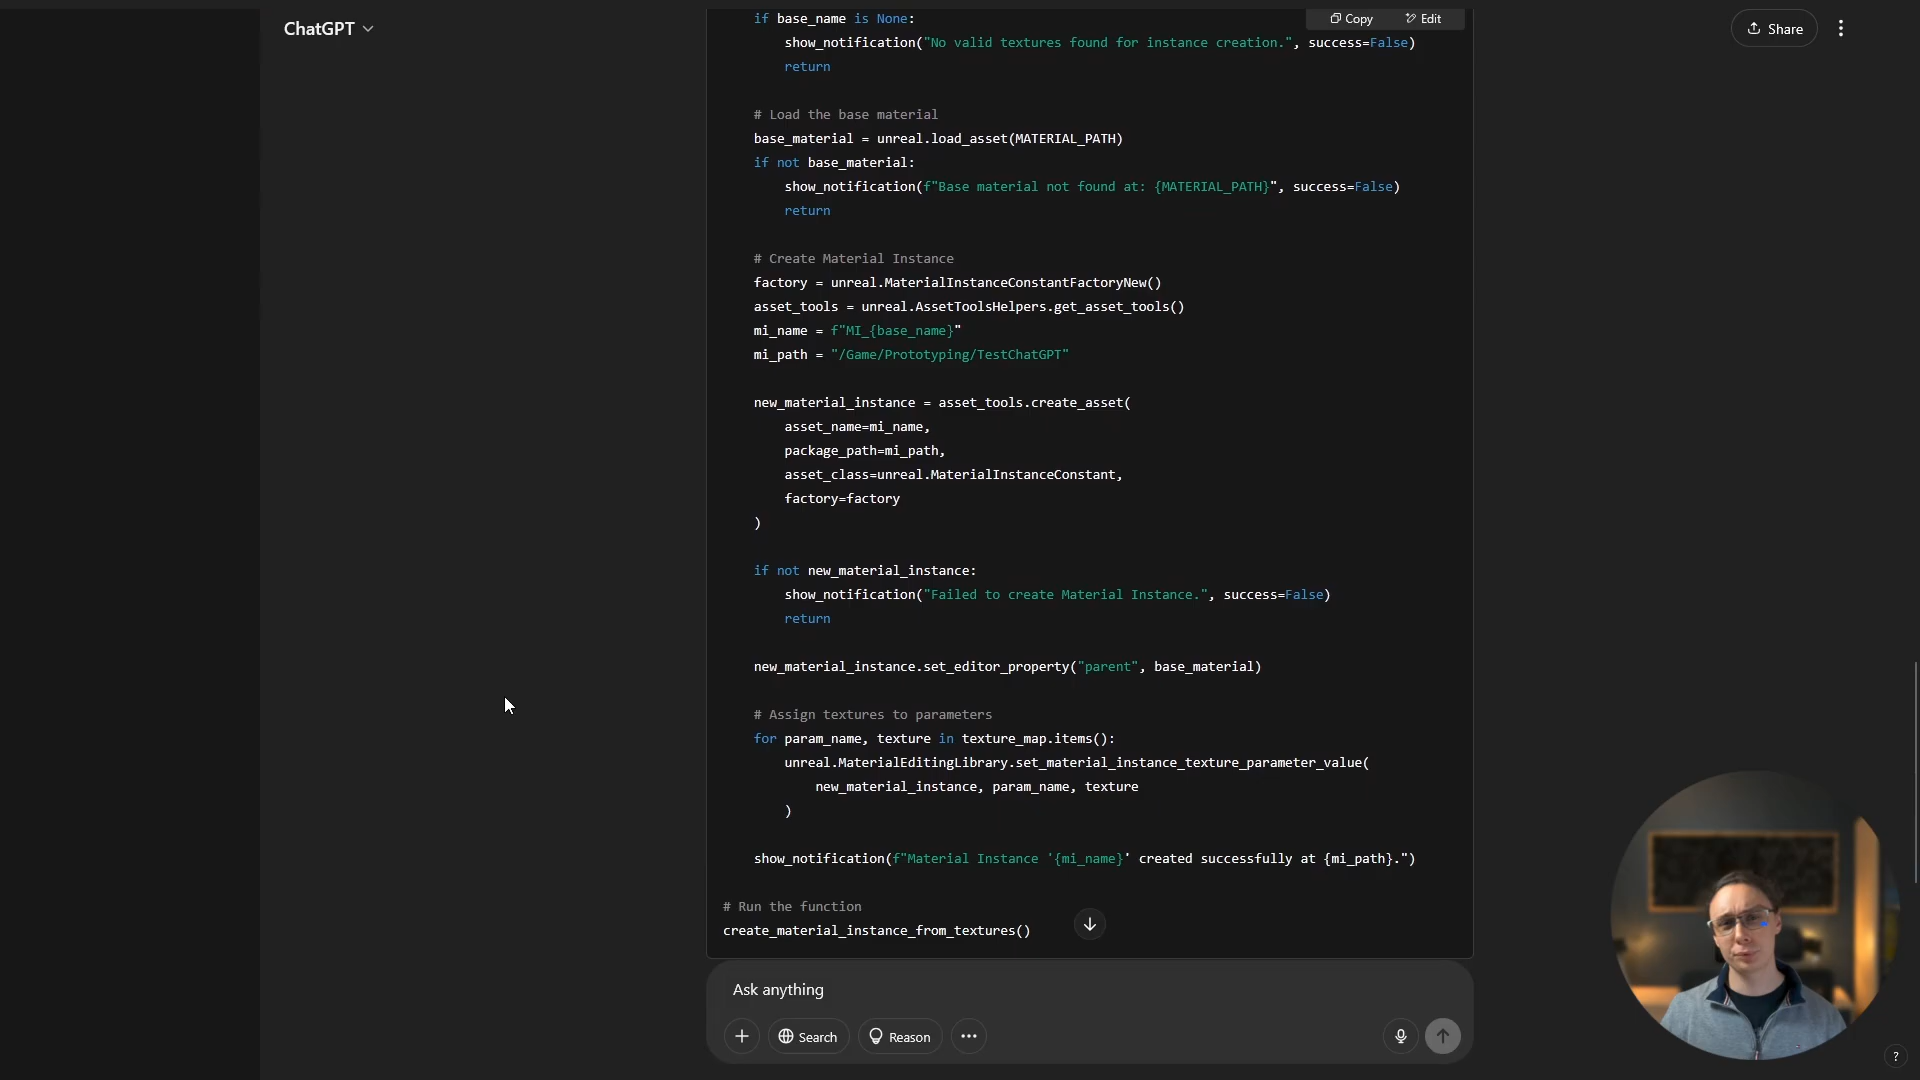 ChatGPT
Share
Copy
Edit
if base_name is None:
show_notification("No valid textures found for instance creation.", success=False)
return
# Load the base material
base_material = unreal.load_asset(MATERIAL_PATH)
if not base_material:
show_notification(f"Base material not found at: {MATERIAL_PATH}", success=False)
return
# Create Material Instance
factory = unreal.MaterialInstanceConstantFactoryNew()
asset_tools = unreal.AssetToolsHelpers.get_asset_tools()
mi_name = f"MI_{base_name}"
mi_path = "/Game/Prototyping/TestChatGPT"
new_material_instance = asset_tools.create_asset(
asset_name=mi_name,
package_path=mi_path,
asset_class=unreal.MaterialInstanceConstant,
factory=factory
)
if not new_material_instance:
show_notification("Failed to create Material Instance.", success=False)
return
new_material_instance.set_editor_property("parent", base_material)
# Assign textures to parameters
for param_name, texture in texture_map.items():
unreal.MaterialEditingLibrary.set_material_instance_texture_parameter_value(
new_material_instance, param_name, texture
)
show_notification(f"Material Instance '{mi_name}' created successfully at {mi_path}.")
# Run the function
create_material_instance_from_textures()
Ask anything
Search
Reason
?